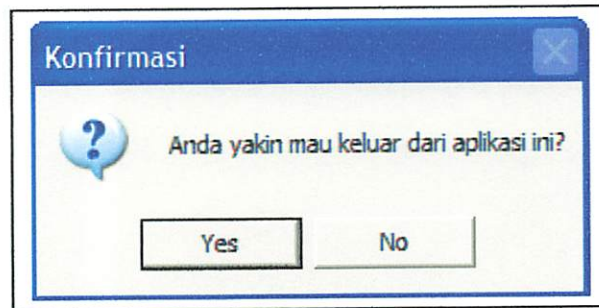 Konfirmasi
Anda yakin mau keluar dari aplikasi ini?
Yes
No